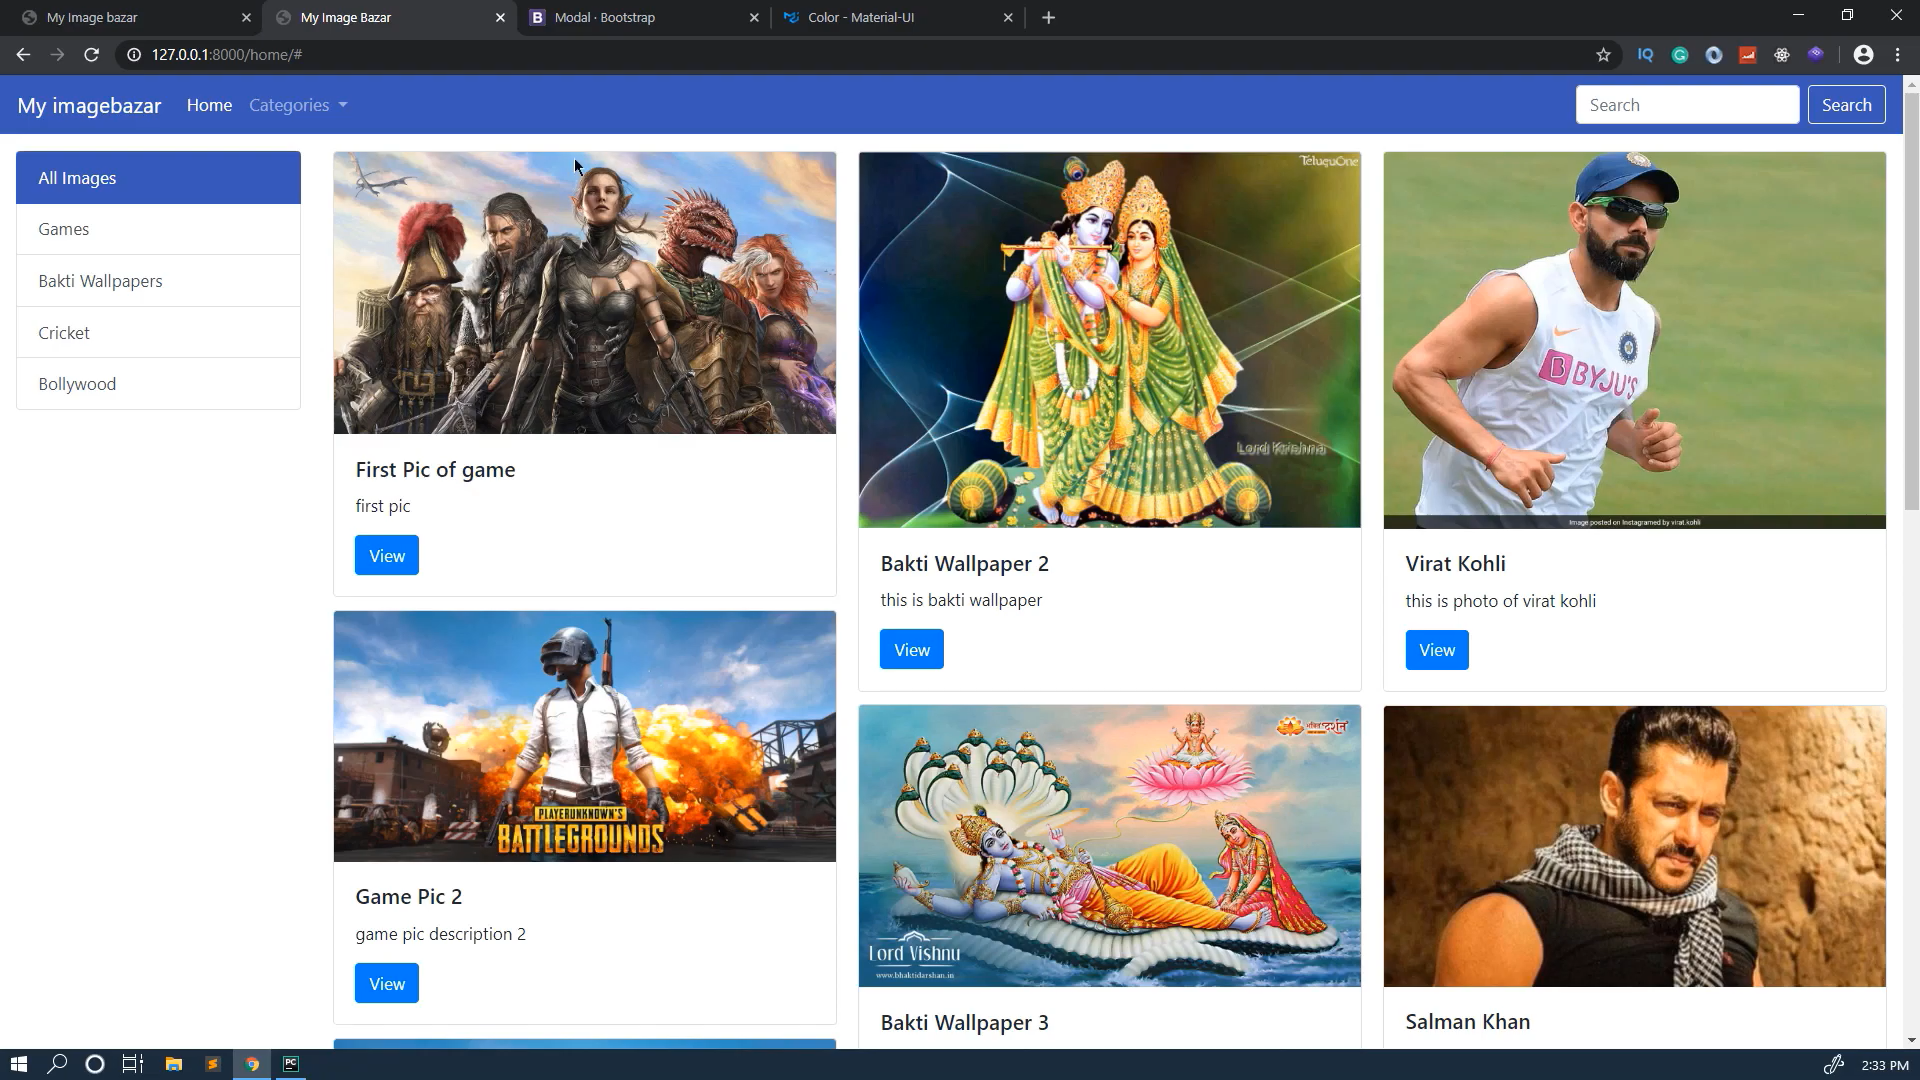 My Image bazar
My Image Bazar
Modal · Bootstrap
Color - Material-UI
127.0.0.1:8000/home/#
My imagebazar
Home
Categories
Search
Search
All Images
Games
Bakti Wallpapers
Cricket
Bollywood
First Pic of game
first pic
View
PLAYERUNKNOWN'S
BATTLEGROUNDS
Game Pic 2
game pic description 2
View
TeluguOne
Lord Krishna
Bakti Wallpaper 2
this is bakti wallpaper
View
Lord Vishnu
www.bhaktidarshan.in
Bakti Wallpaper 3
BYJU'S
Image posted on Instagramed by virat.kohli
Virat Kohli
this is photo of virat kohli
View
Salman Khan
2:33 PM